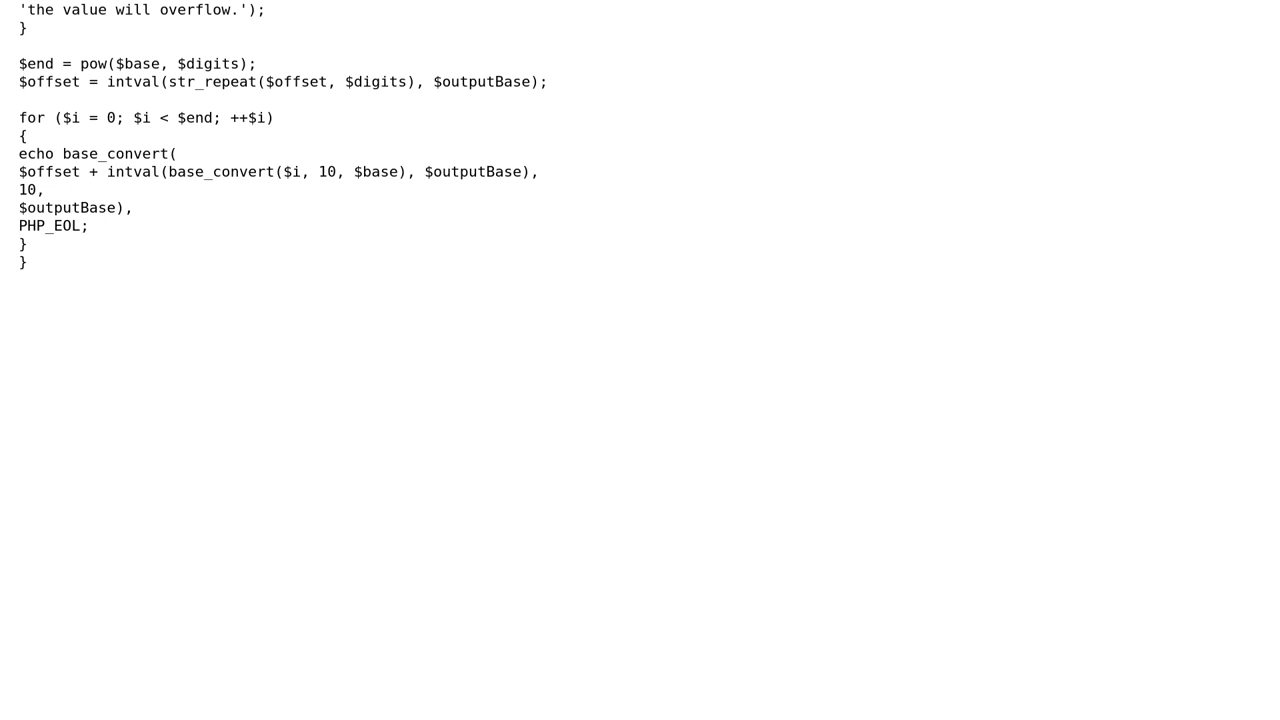 'the value will overflow.');
}

$end = pow($base, $digits);
$offset = intval(str_repeat($offset, $digits), $outputBase);

for ($i = 0; $i < $end; ++$i)
{
echo base_convert(
$offset + intval(base_convert($i, 10, $base), $outputBase),
10,
$outputBase),
PHP_EOL;
}
}